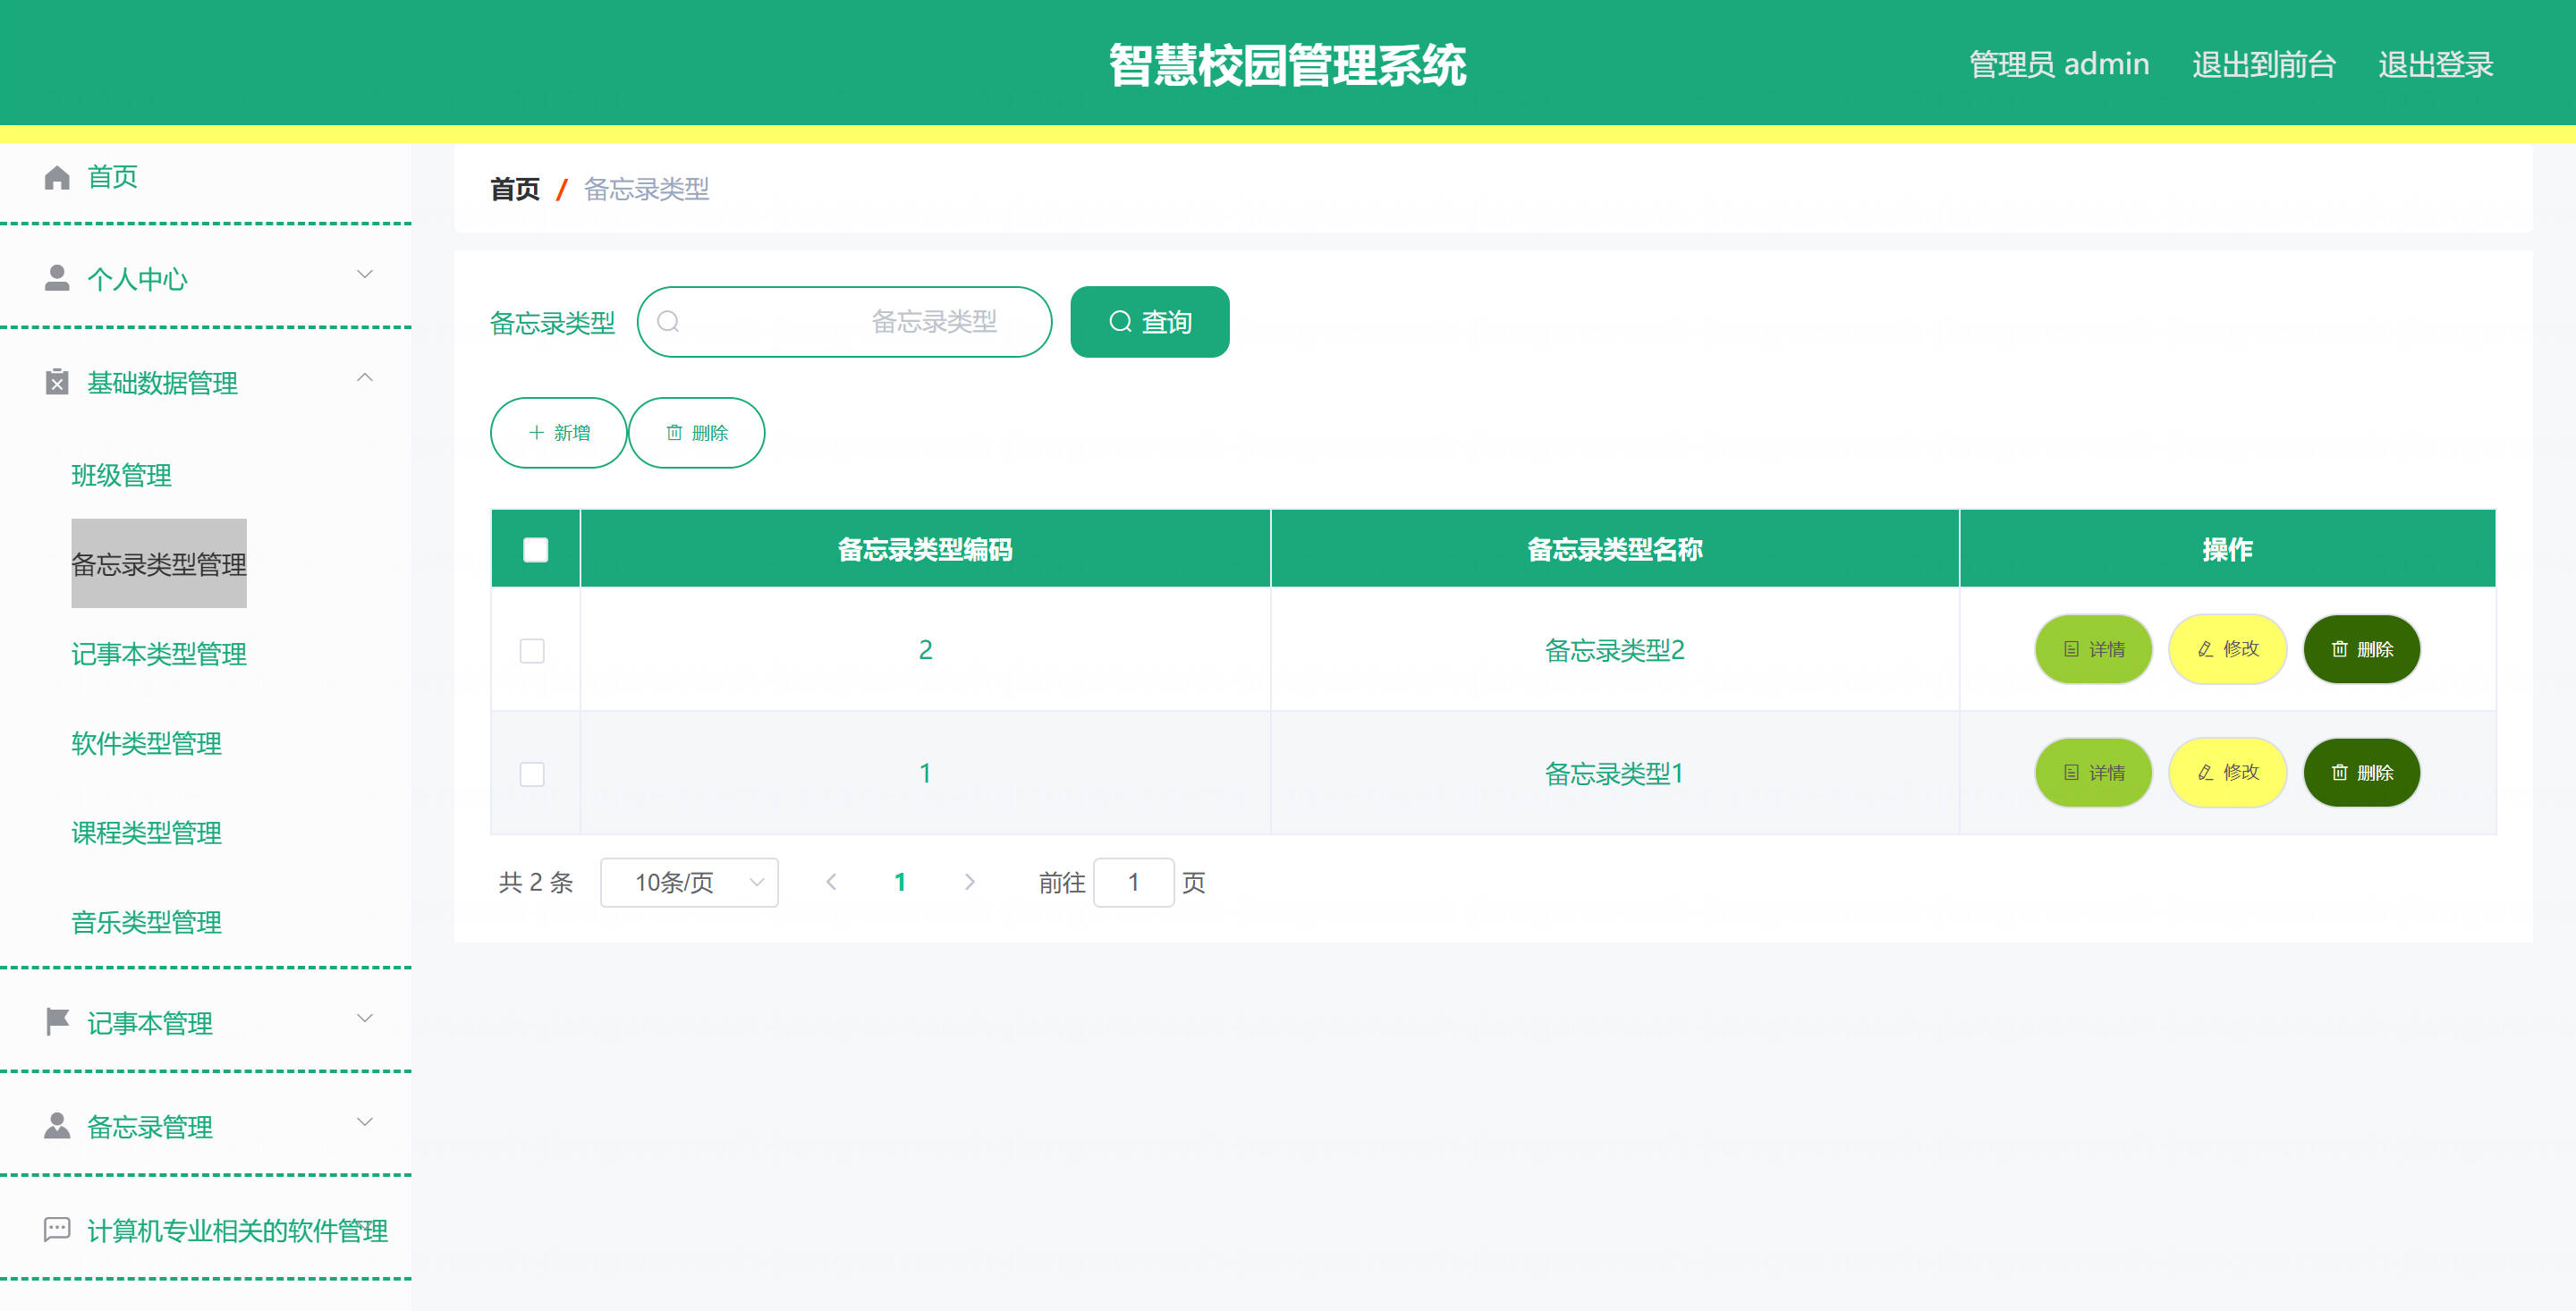 智慧校园管理系统
管理员 admin 退出到前台 退出登录
首页
个人中心
基础数据管理
班级管理
备忘录类型管理
记事本类型管理
软件类型管理
课程类型管理
音乐类型管理
记事本管理
备忘录管理
计算机专业相关的软件管理
首页 / 备忘录类型
备忘录类型 备忘录类型 查询
新增 删除
备忘录类型编码 备忘录类型名称 操作
2 备忘录类型2 详情 修改 删除
1 备忘录类型1 详情 修改 删除
共 2 条 10条/页 1 前往 1 页